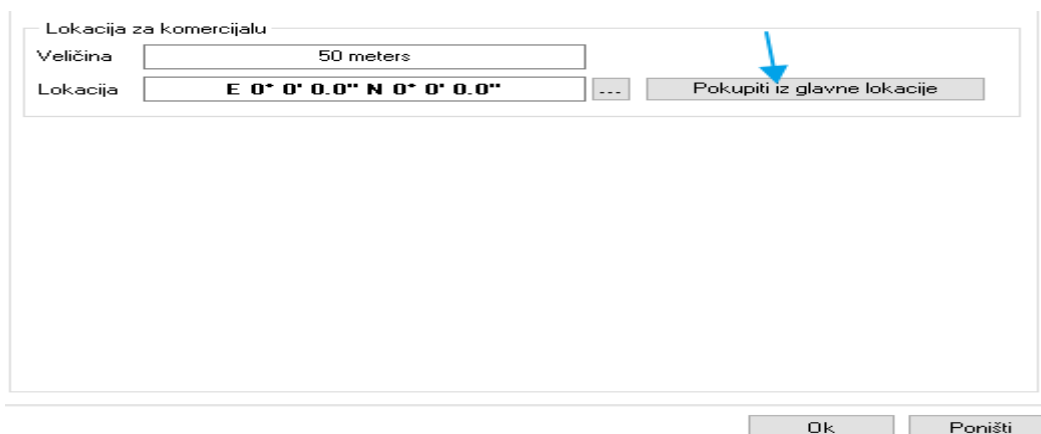 Lokacija za komercijalu
Veličina 50 meters
Lokacija E 0° 0' 0.0" N 0° 0' 0.0" ... Pokupiti iz glavne lokacije
Ok Poništi